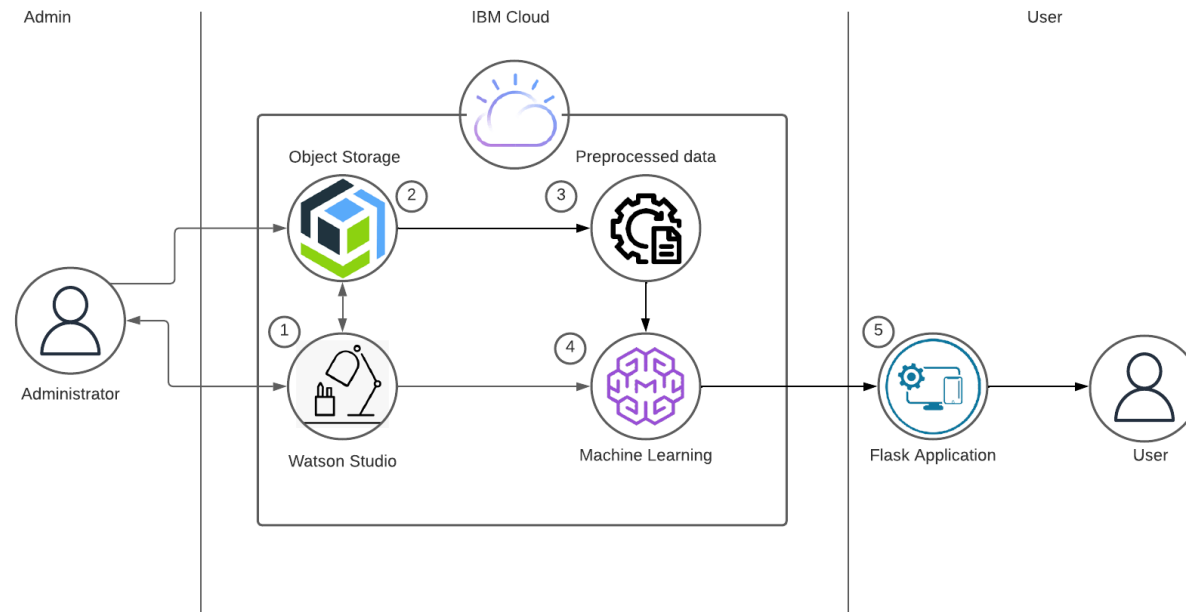 Admin
IBM Cloud
User
Object Storage
Preprocessed data
2
3
1
4
5
Administrator
Watson Studio
Machine Learning
Flask Application
User